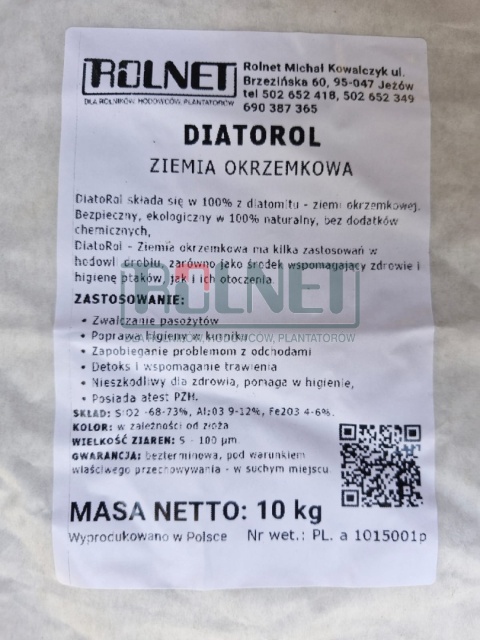 ROLNET
DLA ROLNIKÓW, HODOWCÓW, PLANTATORÓW
Rolnet Michał Kowalczyk ul.
Brzezińska 60, 95-047 Jeżów
tel 502 652 418, 502 652 349
690 387 365
DIATOROL
ZIEMIA OKRZEMKOWA
DiatoRol składa się w 100% z diatomitu - ziemi okrzemkowej.
Bezpieczny, ekologiczny w 100% naturalny, bez dodatków
chemicznych,
DiatoRol - Ziemia okrzemkowa ma kilka zastosowań w
hodowli drobiu, zarówno jako środek wspomagający zdrowie i
higienę ptaków, jak i ich otoczenia.
ROLNET
DLA ROLNIKÓW, HODOWCÓW, PLANTATORÓW
ZASTOSOWANIE:
• Zwalczanie pasożytów
• Poprawa higieny w kurniku
• Zapobieganie problemom z odchodami
• Detoks i wspomaganie trawienia
• Nieszkodliwy dla zdrowia, pomaga w higienie,
• Posiada atest PZH.
SKŁAD: SiO2 -68-73%, Al2O3 9-12%, Fe2O3 4-6%.
KOLOR: w zależności od złoża
WIELKOŚĆ ZIAREN: 5 - 100 µm
GWARANCJA: bezterminowa, pod warunkiem
właściwego przechowywania - w suchym miejscu
MASA NETTO: 10 kg
Wyprodukowano w Polsce Nr wet.: PL. a 1015001p